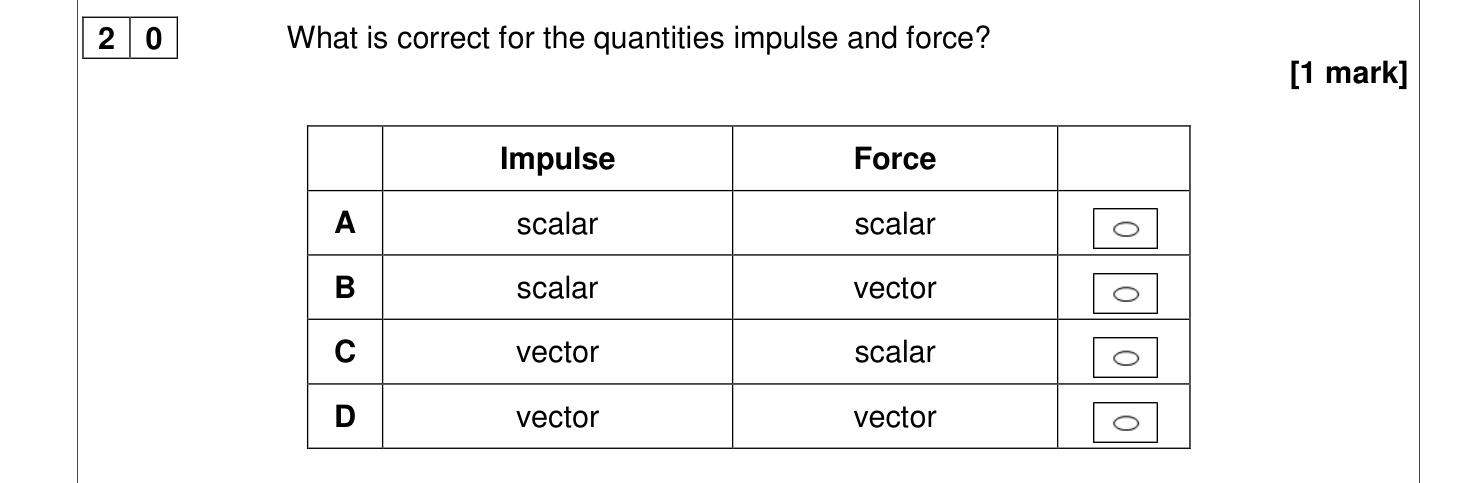 2 0 What is correct for the quantities impulse and force?
[1 mark]
Impulse Force
A scalar scalar
B scalar vector
C vector scalar
D vector vector